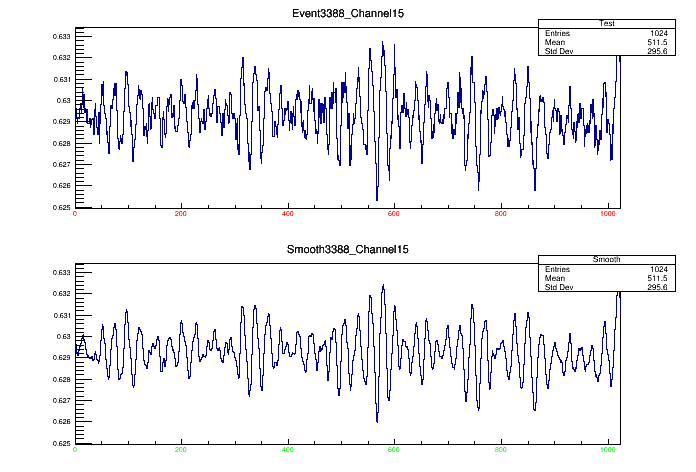 Event3388_Channel15
Test
Entries 1024
Mean 511.5
Std Dev 295.6
0.633
0.632
0.631
0.63
0.629
0.628
0.627
0.626
0.625
0 200 400 600 800 1000
Smooth3388_Channel15
Smooth
Entries 1024
Mean 511.5
Std Dev 295.6
0.633
0.632
0.631
0.63
0.629
0.628
0.627
0.626
0.625
0 200 400 600 800 1000